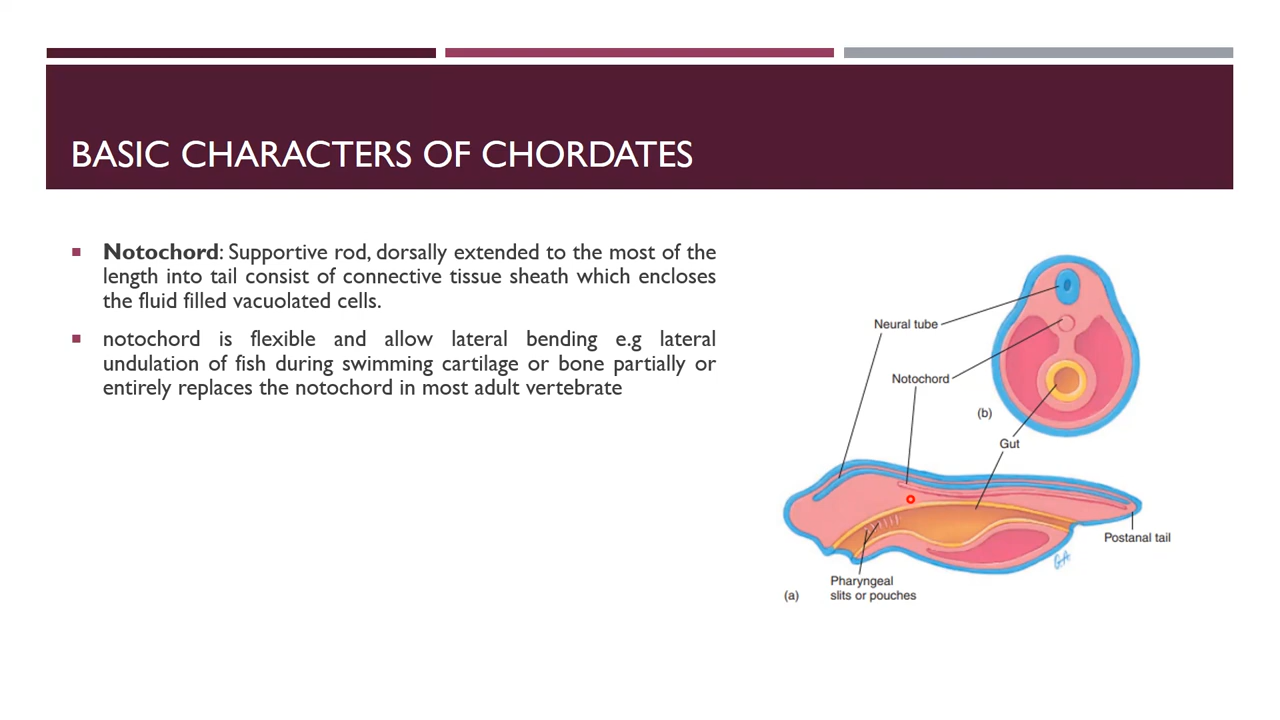 BASIC CHARACTERS OF CHORDATES
Notochord: Supportive rod, dorsally extended to the most of the
length into tail consist of connective tissue sheath which encloses
the fluid filled vacuolated cells.
notochord is flexible and allow lateral bending e.g lateral
undulation of fish during swimming cartilage or bone partially or
entirely replaces the notochord in most adult vertebrate
Neural tube
Notochord
(b)
Gut
Postanal tail
GA
Pharyngeal
slits or pouches
(a)